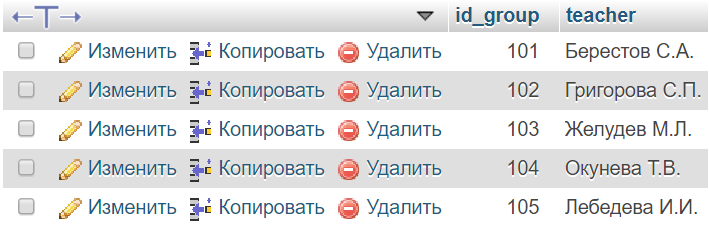 id_group teacher
Изменить Копировать Удалить 101 Берестов С.А.
Изменить Копировать Удалить 102 Григорова С.П.
Изменить Копировать Удалить 103 Желудев М.Л.
Изменить Копировать Удалить 104 Окунева Т.В.
Изменить Копировать Удалить 105 Лебедева И.И.